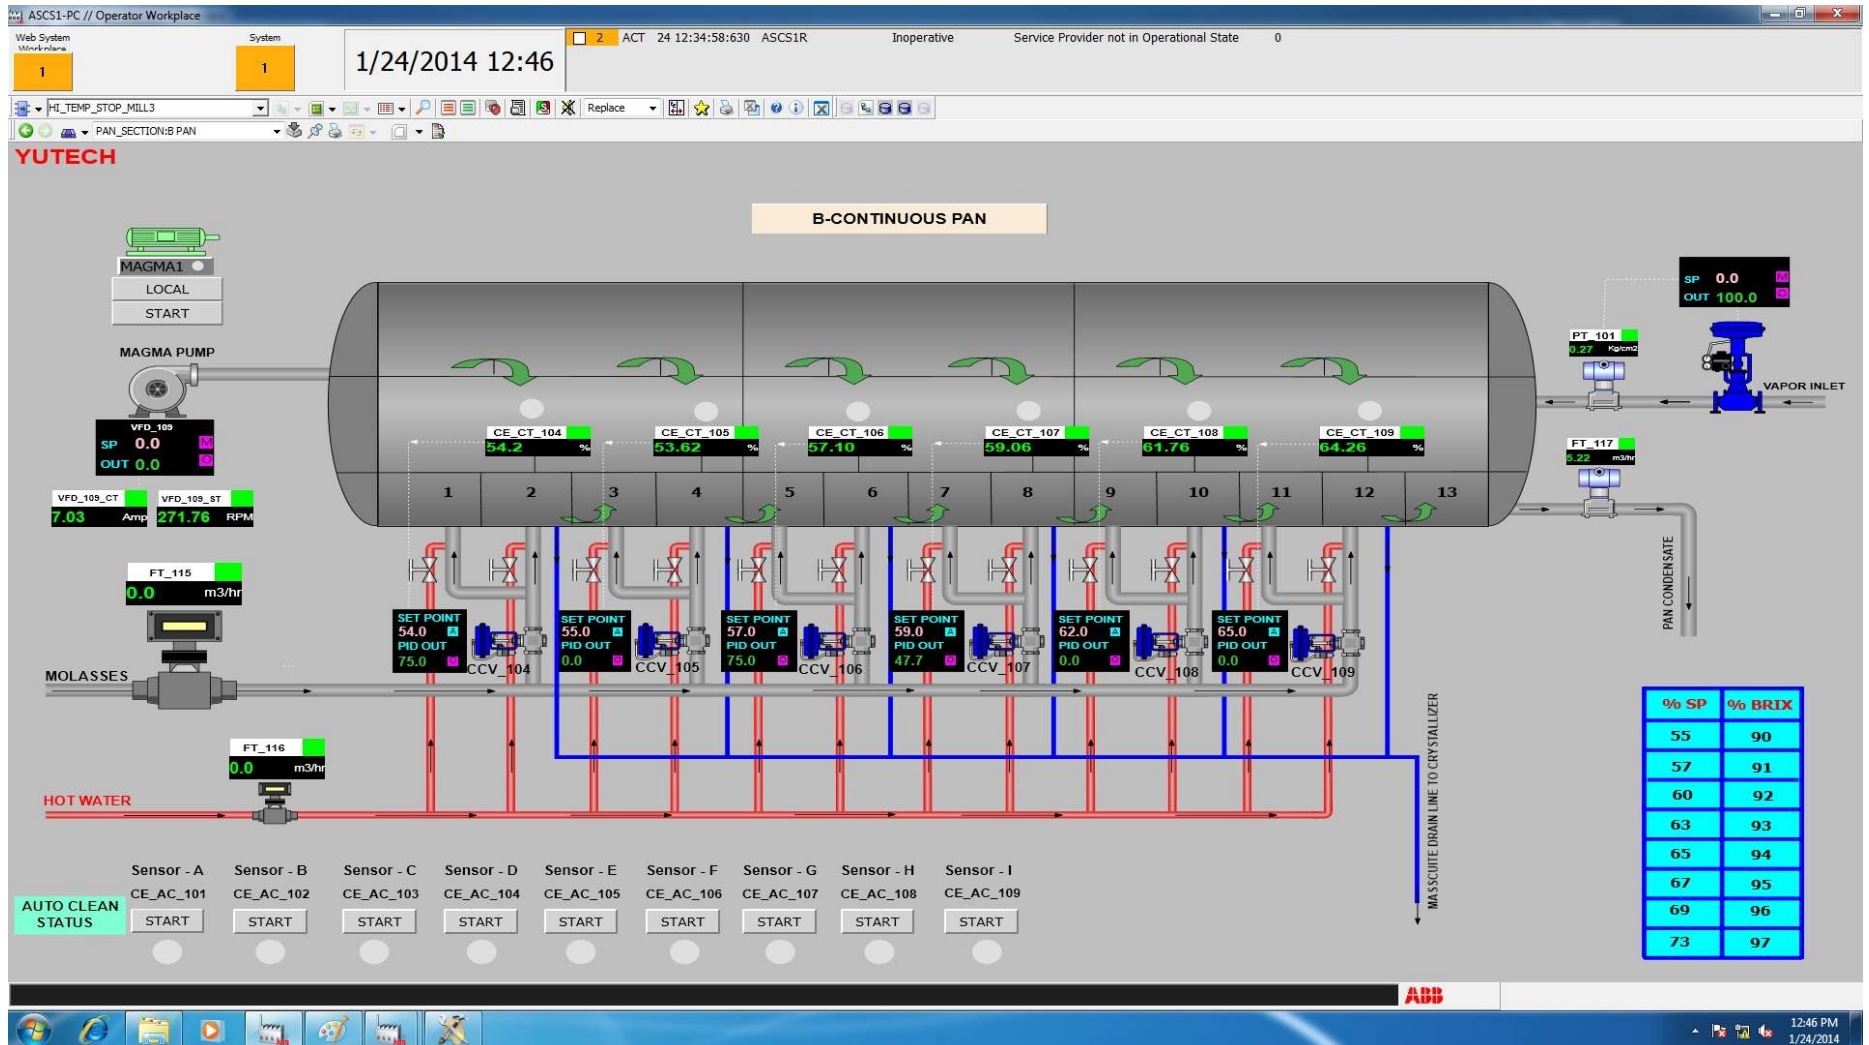 ASCS1-PC // Operator Workplace
Web System Workplace
1
System
1
1/24/2014 12:46
2 ACT 24 12:34:58:630 ASCS1R Inoperative Service Provider not in Operational State 0
HI_TEMP_STOP_MILL3
Replace
PAN_SECTION:B PAN
YUTECH
B-CONTINUOUS PAN
MAGMA1
LOCAL
START
MAGMA PUMP
VFD_109
SP 0.0 M
OUT 0.0 O
VFD_109_CT
7.03 Amp
VFD_109_ST
271.76 RPM
SP 0.0 M
OUT 100.0 O
PT_101
0.27 Kg/cm2
VAPOR INLET
FT_117
5.22 m3/hr
PAN CONDENSATE
CE_CT_104
54.2 %
CE_CT_105
53.62 %
CE_CT_106
57.10 %
CE_CT_107
59.06 %
CE_CT_108
61.76 %
CE_CT_109
64.26 %
1 2 3 4 5 6 7 8 9 10 11 12 13
FT_115
0.0 m3/hr
MOLASSES
SET POINT
54.0 A
PID OUT
75.0 O
CCV_104
SET POINT
55.0 A
PID OUT
0.0 O
CCV_105
SET POINT
57.0 A
PID OUT
75.0 O
CCV_106
SET POINT
59.0 A
PID OUT
47.7 O
CCV_107
SET POINT
62.0 A
PID OUT
0.0 O
CCV_108
SET POINT
65.0 A
PID OUT
0.0 O
CCV_109
FT_116
0.0 m3/hr
HOT WATER
MASSCUITE DRAIN LINE TO CRYSTALLIZER
% SP % BRIX
55 90
57 91
60 92
63 93
65 94
67 95
69 96
73 97
Sensor - A Sensor - B Sensor - C Sensor - D Sensor - E Sensor - F Sensor - G Sensor - H Sensor - I
CE_AC_101 CE_AC_102 CE_AC_103 CE_AC_104 CE_AC_105 CE_AC_106 CE_AC_107 CE_AC_108 CE_AC_109
AUTO CLEAN
STATUS
START START START START START START START START START
ABB
12:46 PM
1/24/2014